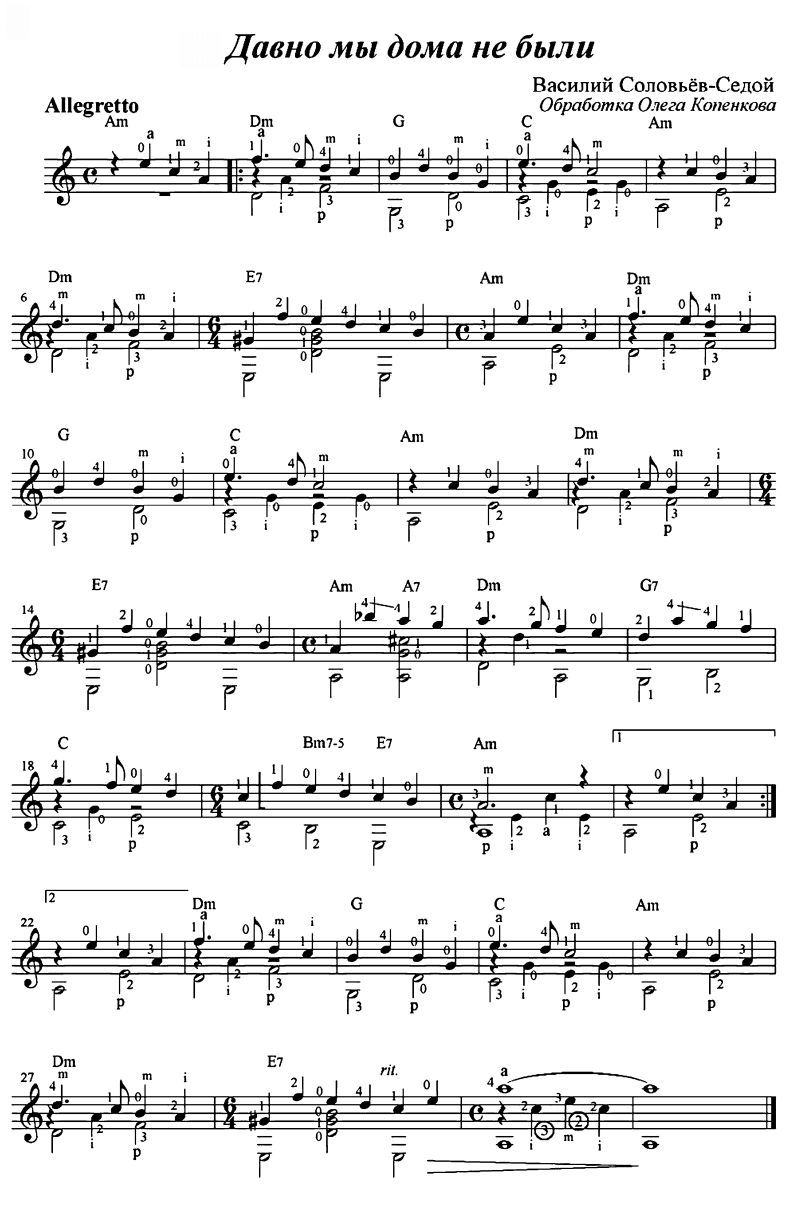 Давно мы дома не были
Василий Соловьёв-Седой
Allegretto
Обработка Олега Копенкова
Am Dm G C Am
a m i a m i m i a m
i p p i p i p
6 Dm E7 Am Dm
m m i a m i
i p p i p
10 G C Am Dm
m i a m m m i
p i p i p i p
14 E7 Am A7 Dm G7
18 C Bm7-5 E7 Am 1
m
p i a i p
2
22 Dm G C Am
a m i m i a m
p i p p i p i p
27 Dm E7 rit. a
m m i
i p i m i